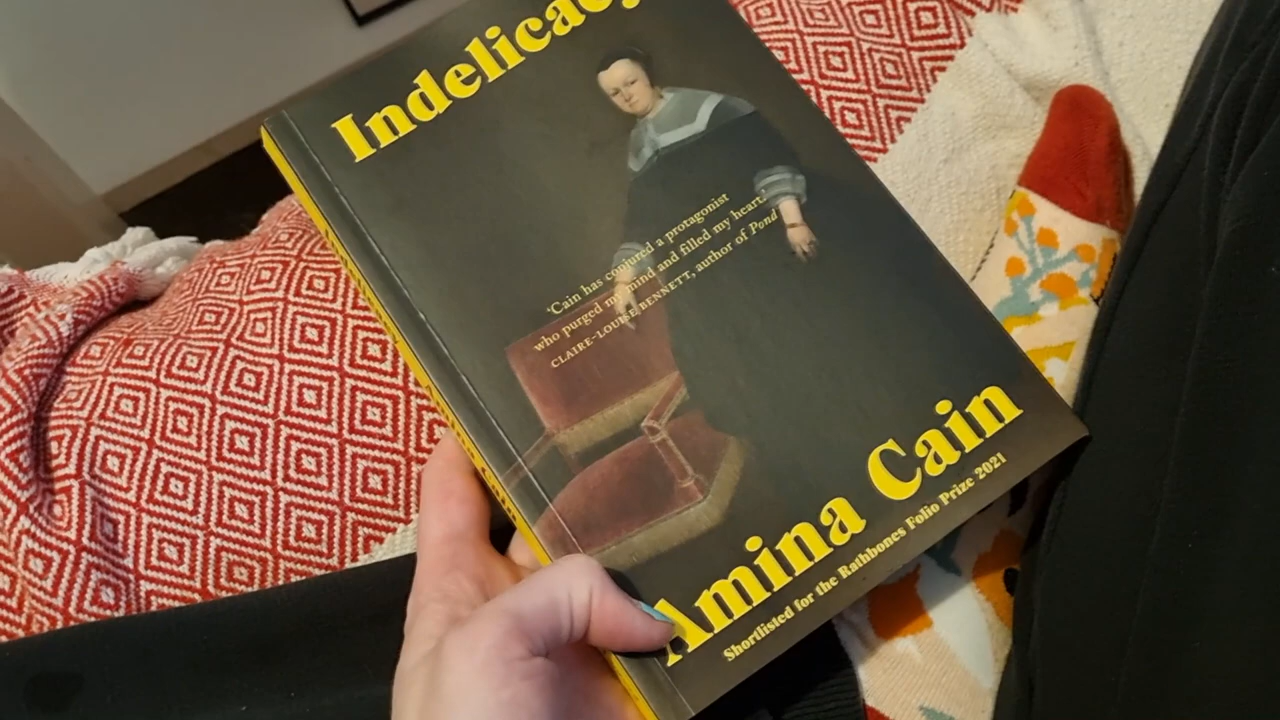 Indelicacy
'Cain has conjured a protagonist
who purged my mind and filled my heart.'
CLAIRE-LOUISE BENNETT, author of Pond
Amina Cain
Shortlisted for the Rathbones Folio Prize 2021